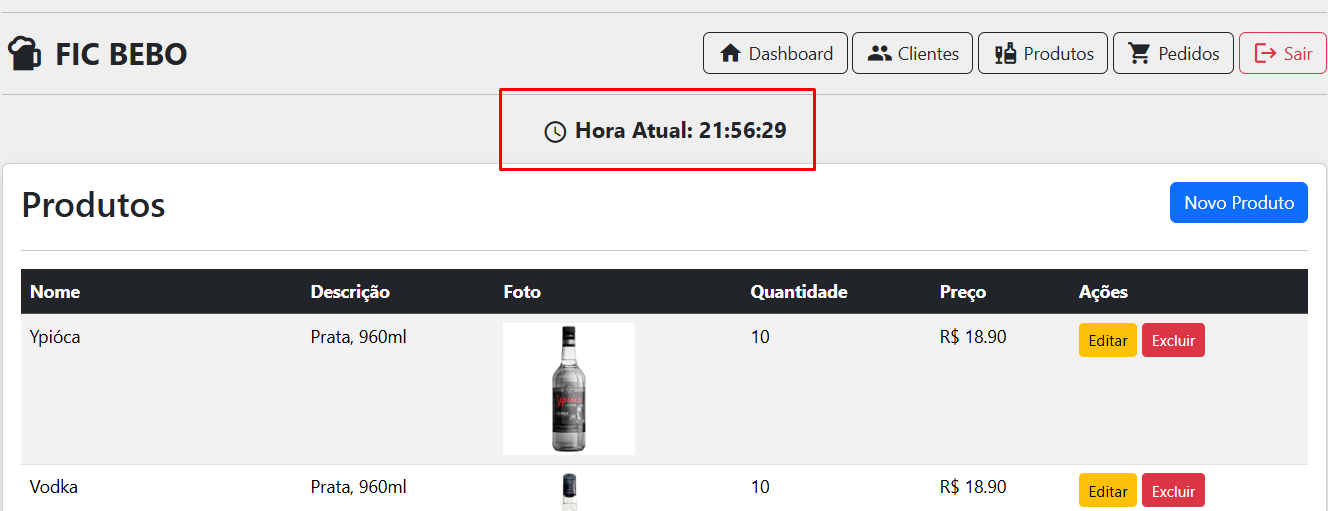 FIC BEBO Dashboard Clientes Produtos Pedidos Sair
Hora Atual: 21:56:29
Produtos Novo Produto
Nome Descrição Foto Quantidade Preço Ações
Ypióca Prata, 960ml 10 R$ 18.90 Editar Excluir
Ypióca
Vodka Prata, 960ml 10 R$ 18.90 Editar Excluir